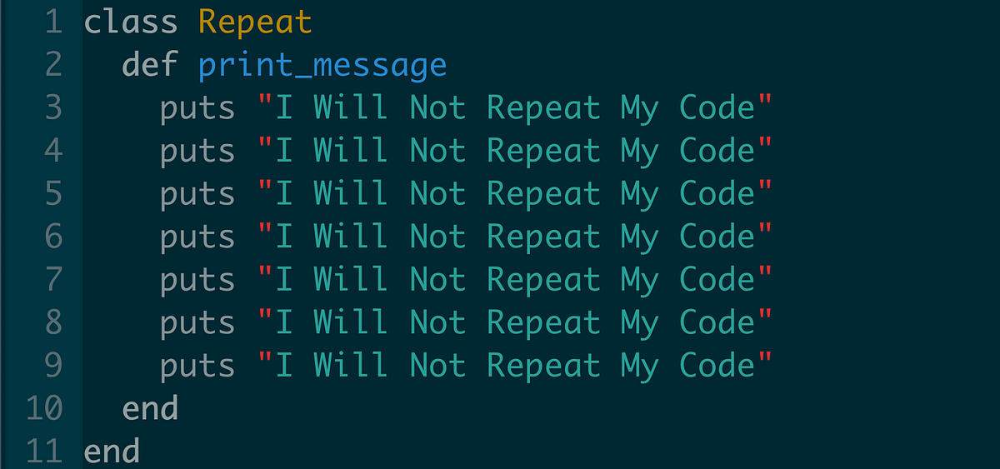 1 class Repeat
2   def print_message
3     puts "I Will Not Repeat My Code"
4     puts "I Will Not Repeat My Code"
5     puts "I Will Not Repeat My Code"
6     puts "I Will Not Repeat My Code"
7     puts "I Will Not Repeat My Code"
8     puts "I Will Not Repeat My Code"
9     puts "I Will Not Repeat My Code"
10   end
11 end